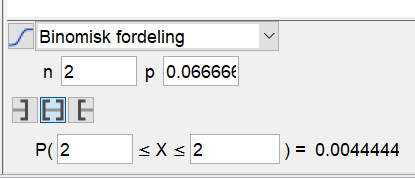 Binomisk fordeling
n 2 p 0.066666
P( 2 ≤ X ≤ 2 ) = 0.0044444